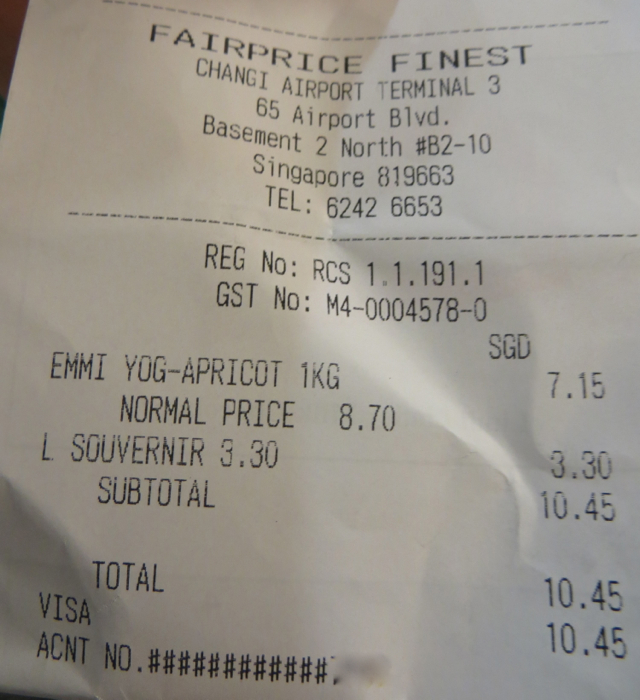 FAIRPRICE FINEST
CHANGI AIRPORT TERMINAL 3
65 Airport Blvd.
Basement 2 North #B2-10
Singapore 819663
TEL: 6242 6653
REG No: RCS 1.1.191.1
GST No: M4-0004578-0
SGD
EMMI YOG-APRICOT 1KG 7.15
NORMAL PRICE 8.70
L SOUVERNIR 3.30 3.30
SUBTOTAL 10.45
TOTAL 10.45
VISA 10.45
ACNT NO.############